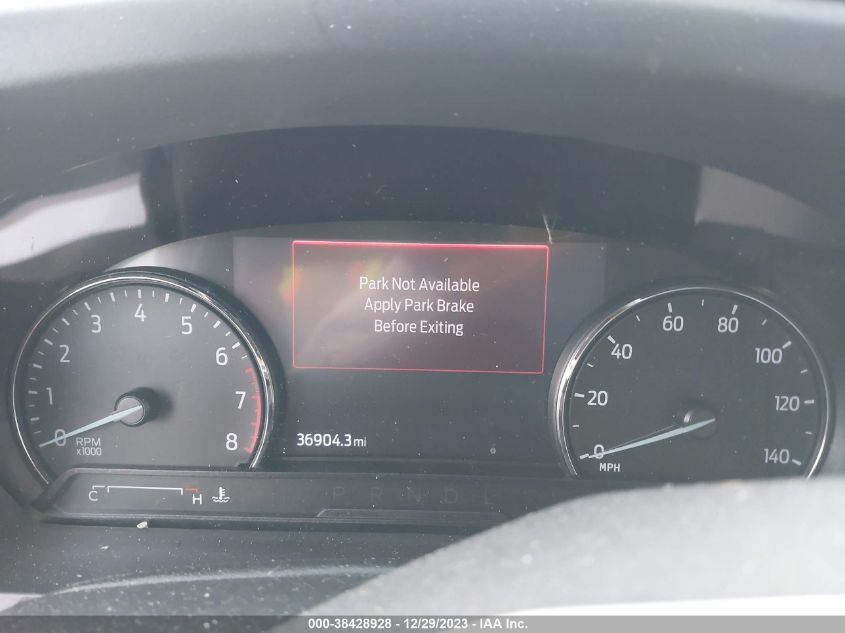 Park Not Available
Apply Park Brake
Before Exiting
0 1 2 3 4 5 6 7 8
RPM
x1000
0 20 40 60 80 100 120 140
MPH
36904.3 mi
C H
P R N D L
000-38428928 - 12/29/2023 - IAA Inc.